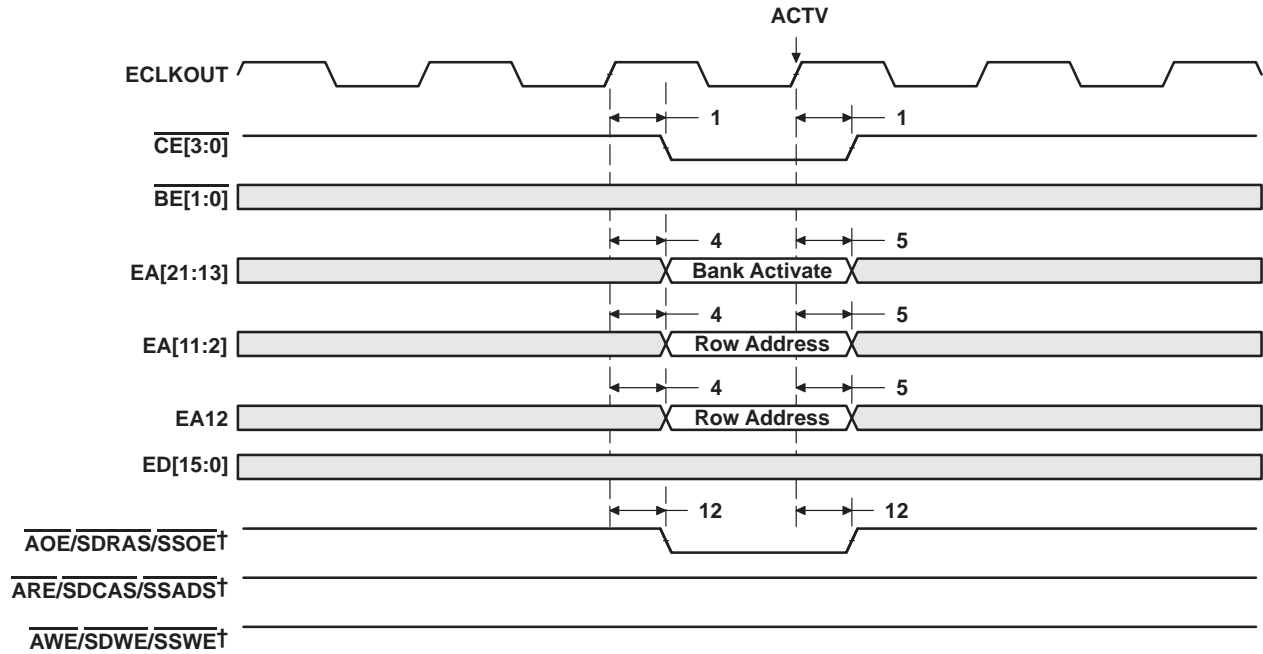 ACTV
ECLKOUT
1 1
CE[3:0]
BE[1:0]
4 5
EA[21:13] Bank Activate
4 5
EA[11:2] Row Address
4 5
EA12 Row Address
ED[15:0]
12 12
AOE/SDRAS/SSOE†
ARE/SDCAS/SSADS†
AWE/SDWE/SSWE†